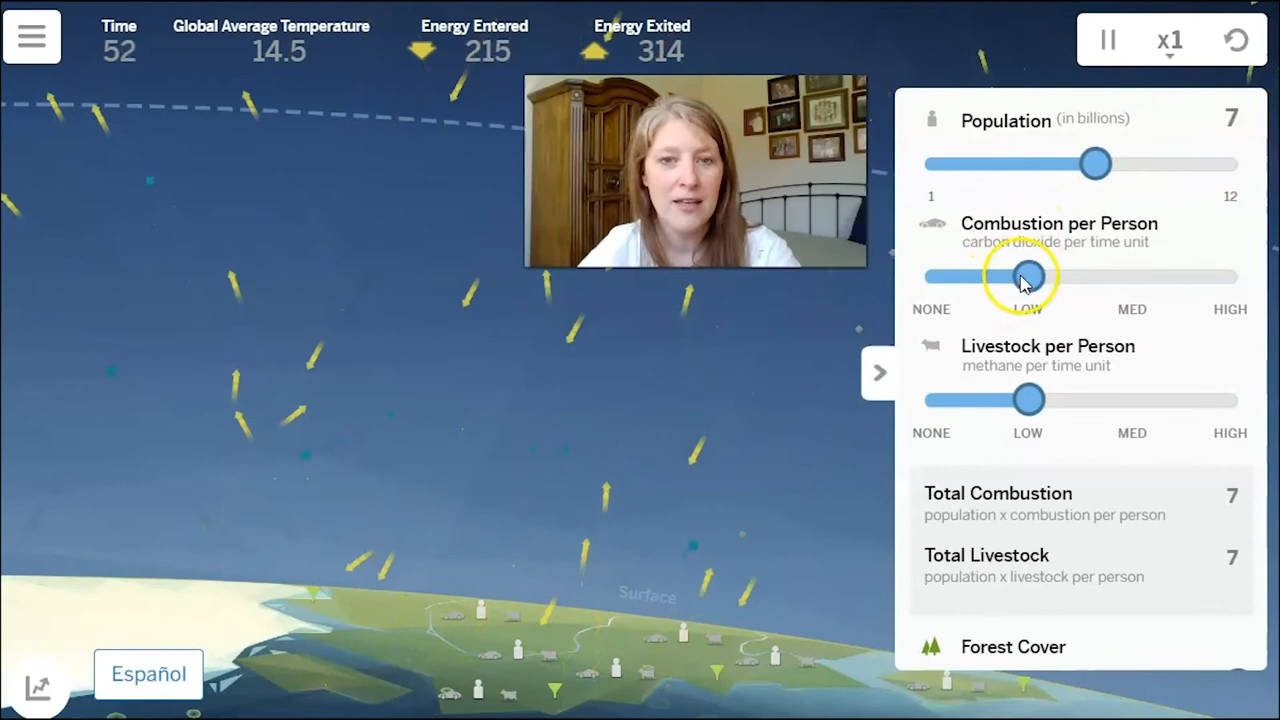 Time
Global Average Temperature
Energy Entered
Energy Exited
52
14.5
215
314
x1
Population (in billions)
7
1
12
Combustion per Person
carbon dioxide per time unit
NONE
LOW
MED
HIGH
Livestock per Person
methane per time unit
NONE
LOW
MED
HIGH
Total Combustion
7
population x combustion per person
Total Livestock
7
population x livestock per person
Forest Cover
Surface
Español